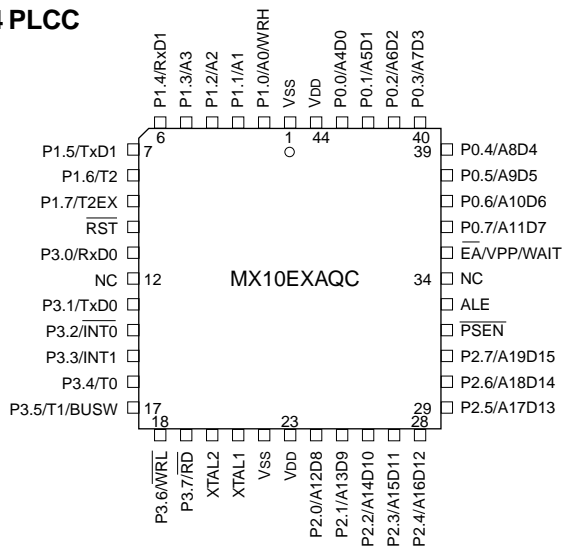 4 PLCC
P1.4/RxD1
P1.3/A3
P1.2/A2
P1.1/A1
P1.0/A0/WRH
VSS
VDD
P0.0/A4D0
P0.1/A5D1
P0.2/A6D2
P0.3/A7D3
6
1
44
40
P1.5/TxD1
7
P1.6/T2
P1.7/T2EX
RST
P3.0/RxD0
NC
12
P3.1/TxD0
P3.2/INT0
P3.3/INT1
P3.4/T0
P3.5/T1/BUSW
17
MX10EXAQC
39
P0.4/A8D4
P0.5/A9D5
P0.6/A10D6
P0.7/A11D7
EA/VPP/WAIT
34
NC
ALE
PSEN
P2.7/A19D15
P2.6/A18D14
29
P2.5/A17D13
18
23
28
P3.6/WRL
P3.7/RD
XTAL2
XTAL1
VSS
VDD
P2.0/A12D8
P2.1/A13D9
P2.2/A14D10
P2.3/A15D11
P2.4/A16D12